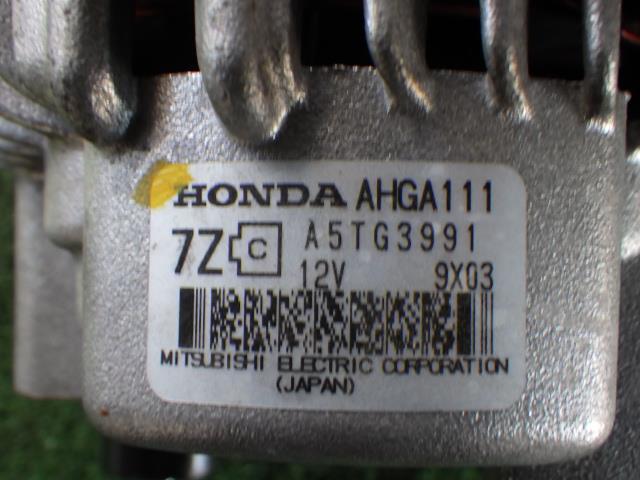 HONDA AHGA111
7Z C A5TG3991
12V 9X03
MITSUBISHI ELECTRIC CORPORATION
(JAPAN)